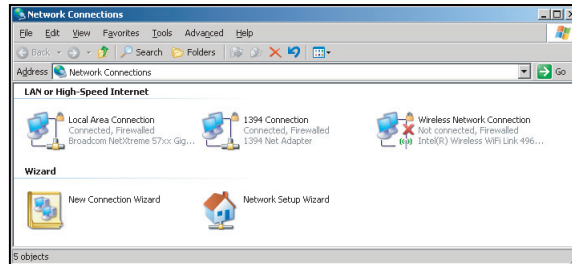 Network Connections
File Edit View Favorites Tools Advanced Help
Back Search Folders
Address Network Connections Go
LAN or High-Speed Internet
Local Area Connection
Connected, Firewalled
Broadcom NetXtreme 57xx Gig...
1394 Connection
Connected, Firewalled
1394 Net Adapter
Wireless Network Connection
Not connected, Firewalled
Intel(R) Wireless WiFi Link 496...
Wizard
New Connection Wizard
Network Setup Wizard
5 objects